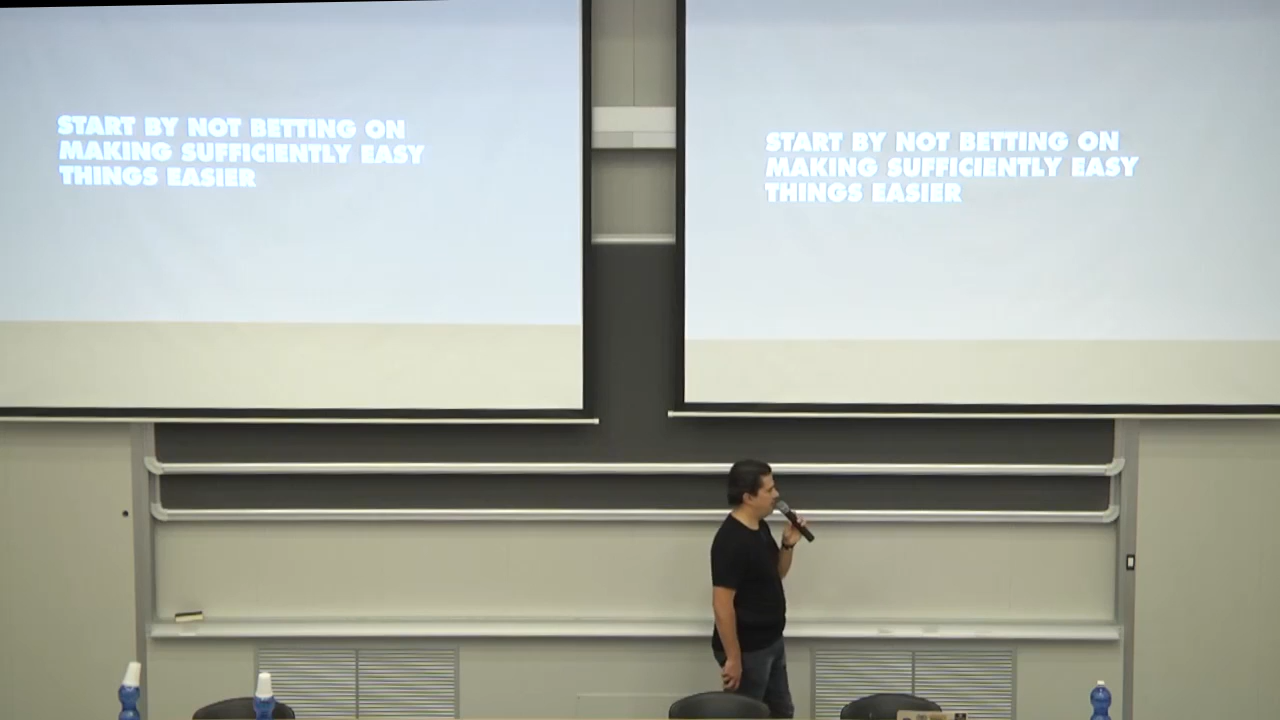 START BY NOT BETTING ON
MAKING SUFFICIENTLY EASY
THINGS EASIER
START BY NOT BETTING ON
MAKING SUFFICIENTLY EASY
THINGS EASIER